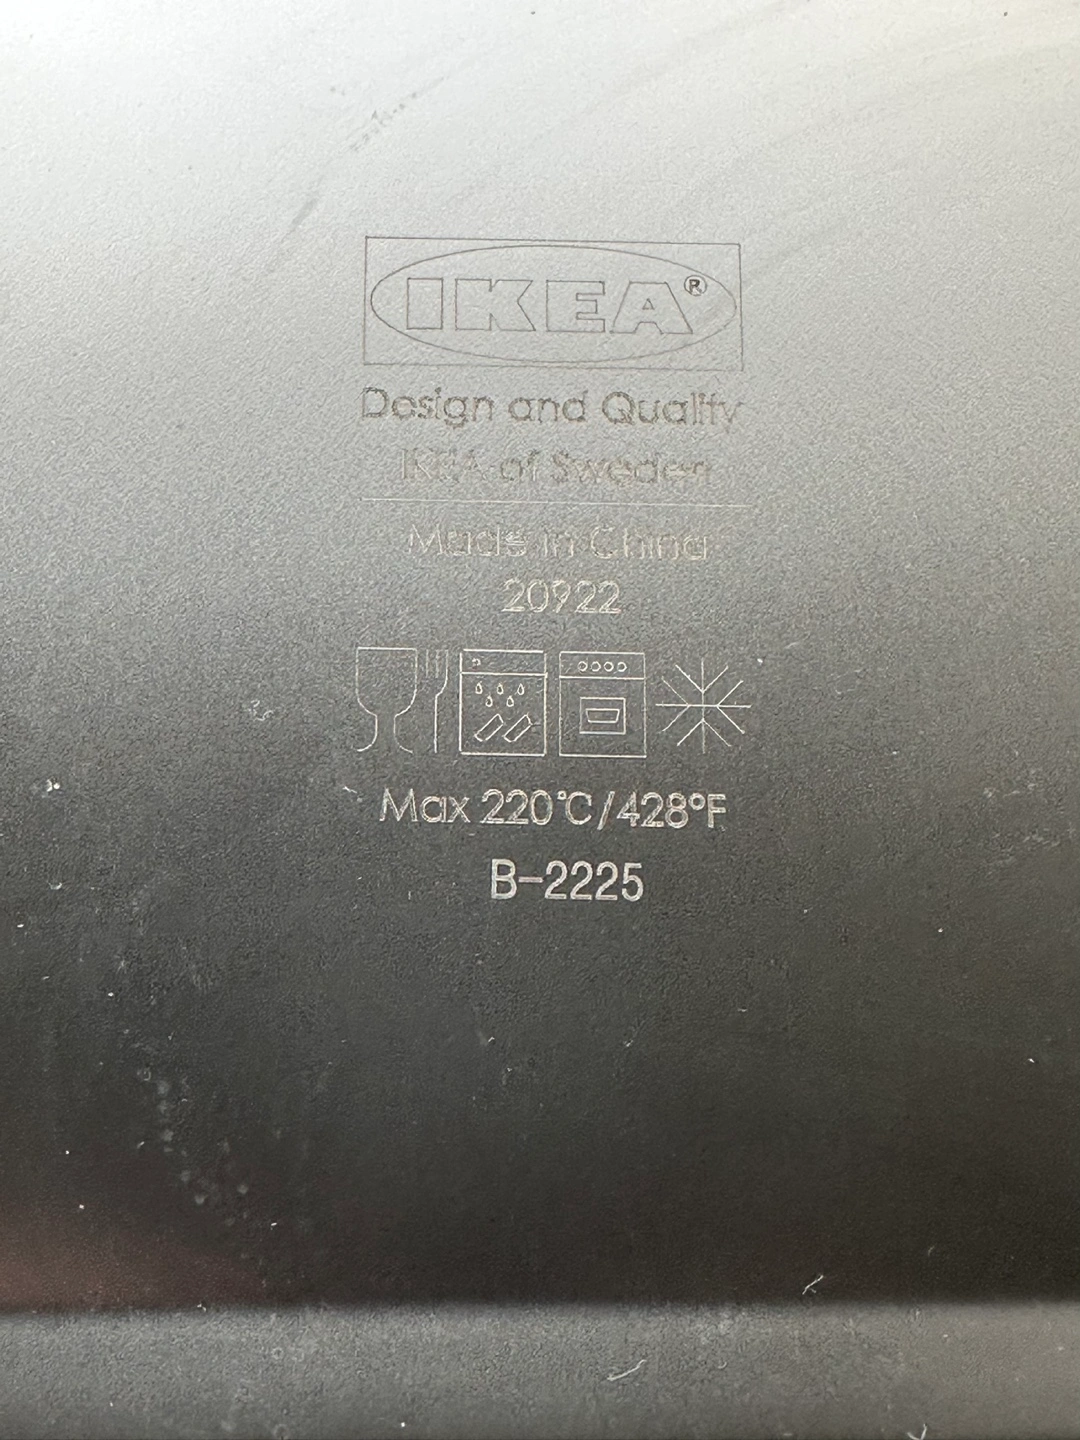 IKEA®
Design and Quality
IKEA of Sweden
Made in China
20922
Max 220°C/428°F
B-2225